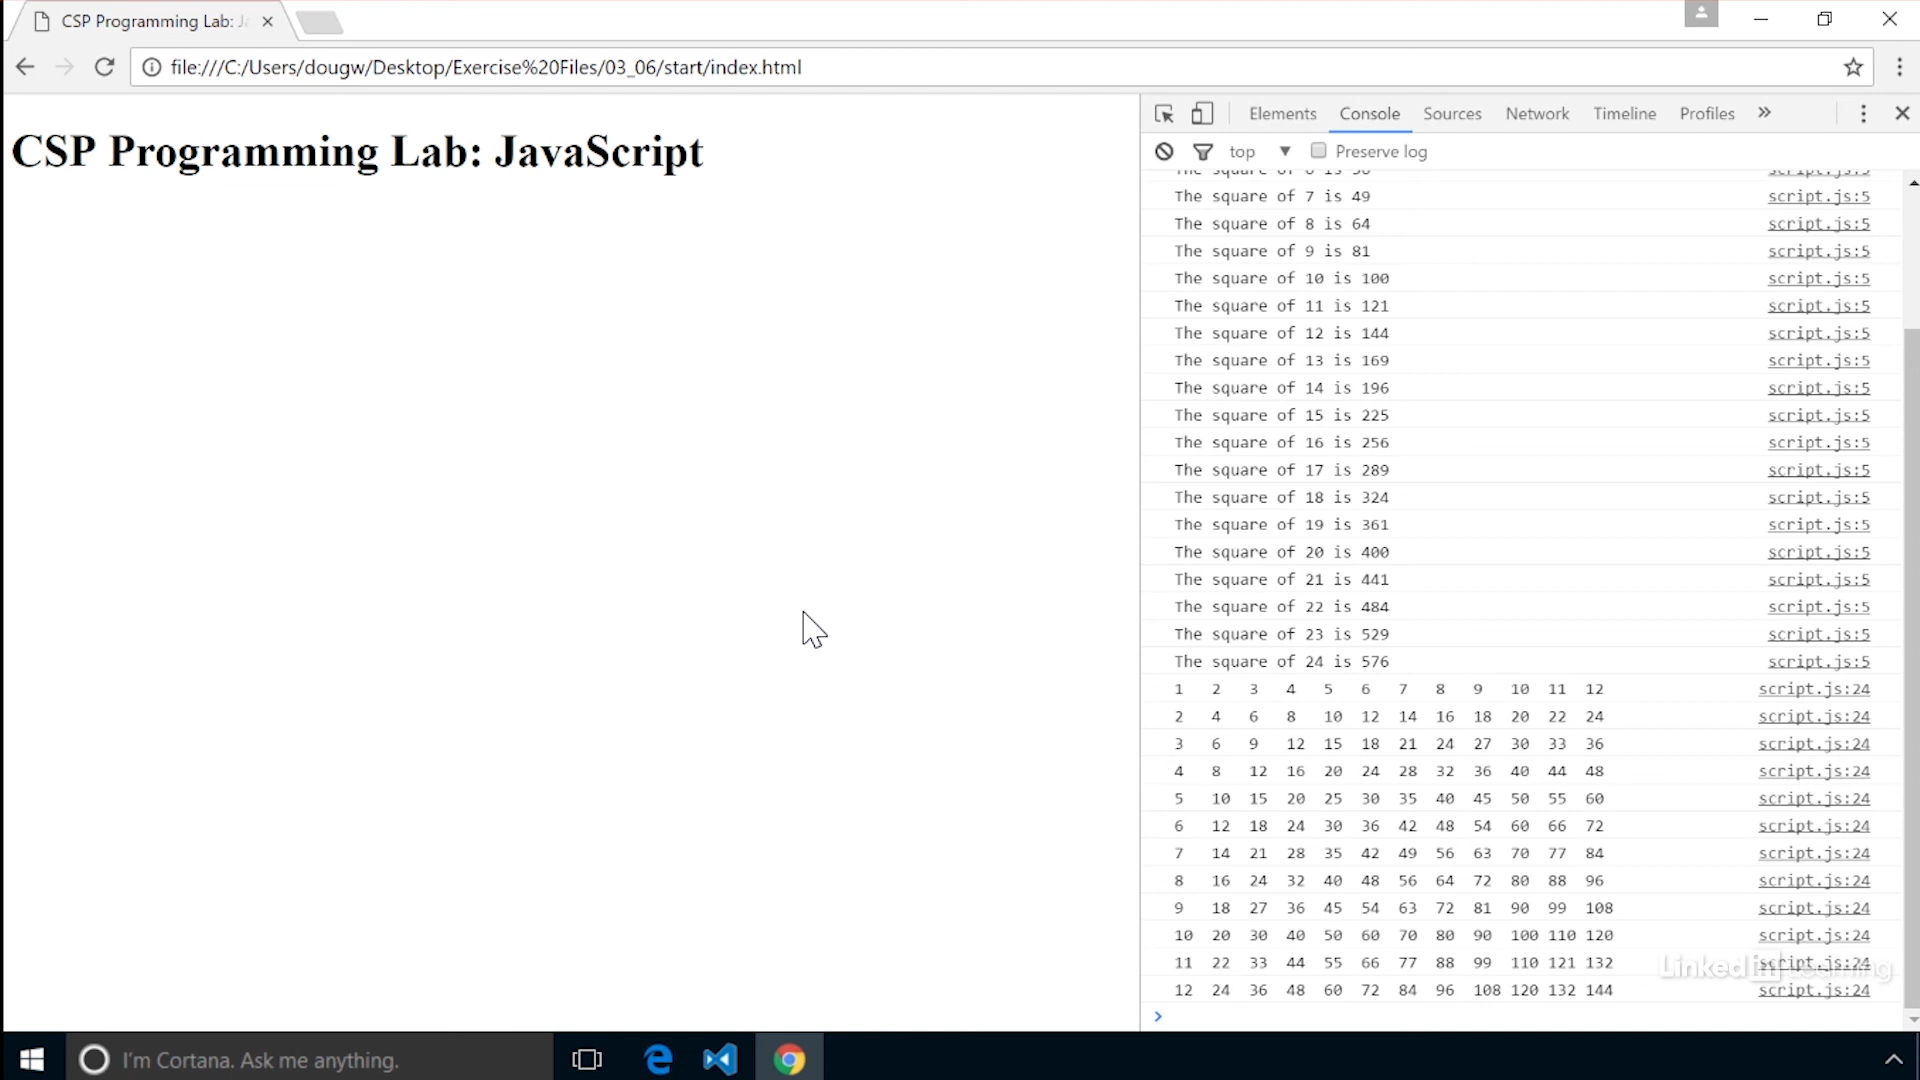 CSP Programming Lab: Ja
file:///C:/Users/dougw/Desktop/Exercise%20Files/03_06/start/index.html
CSP Programming Lab: JavaScript
Elements Console Sources Network Timeline Profiles
top Preserve log
The square of 6 is 36 script.js:5
The square of 7 is 49 script.js:5
The square of 8 is 64 script.js:5
The square of 9 is 81 script.js:5
The square of 10 is 100 script.js:5
The square of 11 is 121 script.js:5
The square of 12 is 144 script.js:5
The square of 13 is 169 script.js:5
The square of 14 is 196 script.js:5
The square of 15 is 225 script.js:5
The square of 16 is 256 script.js:5
The square of 17 is 289 script.js:5
The square of 18 is 324 script.js:5
The square of 19 is 361 script.js:5
The square of 20 is 400 script.js:5
The square of 21 is 441 script.js:5
The square of 22 is 484 script.js:5
The square of 23 is 529 script.js:5
The square of 24 is 576 script.js:5
1 2 3 4 5 6 7 8 9 10 11 12 script.js:24
2 4 6 8 10 12 14 16 18 20 22 24 script.js:24
3 6 9 12 15 18 21 24 27 30 33 36 script.js:24
4 8 12 16 20 24 28 32 36 40 44 48 script.js:24
5 10 15 20 25 30 35 40 45 50 55 60 script.js:24
6 12 18 24 30 36 42 48 54 60 66 72 script.js:24
7 14 21 28 35 42 49 56 63 70 77 84 script.js:24
8 16 24 32 40 48 56 64 72 80 88 96 script.js:24
9 18 27 36 45 54 63 72 81 90 99 108 script.js:24
10 20 30 40 50 60 70 80 90 100 110 120 script.js:24
11 22 33 44 55 66 77 88 99 110 121 132 script.js:24
LinkedIn Learning
12 24 36 48 60 72 84 96 108 120 132 144 script.js:24
I'm Cortana. Ask me anything.